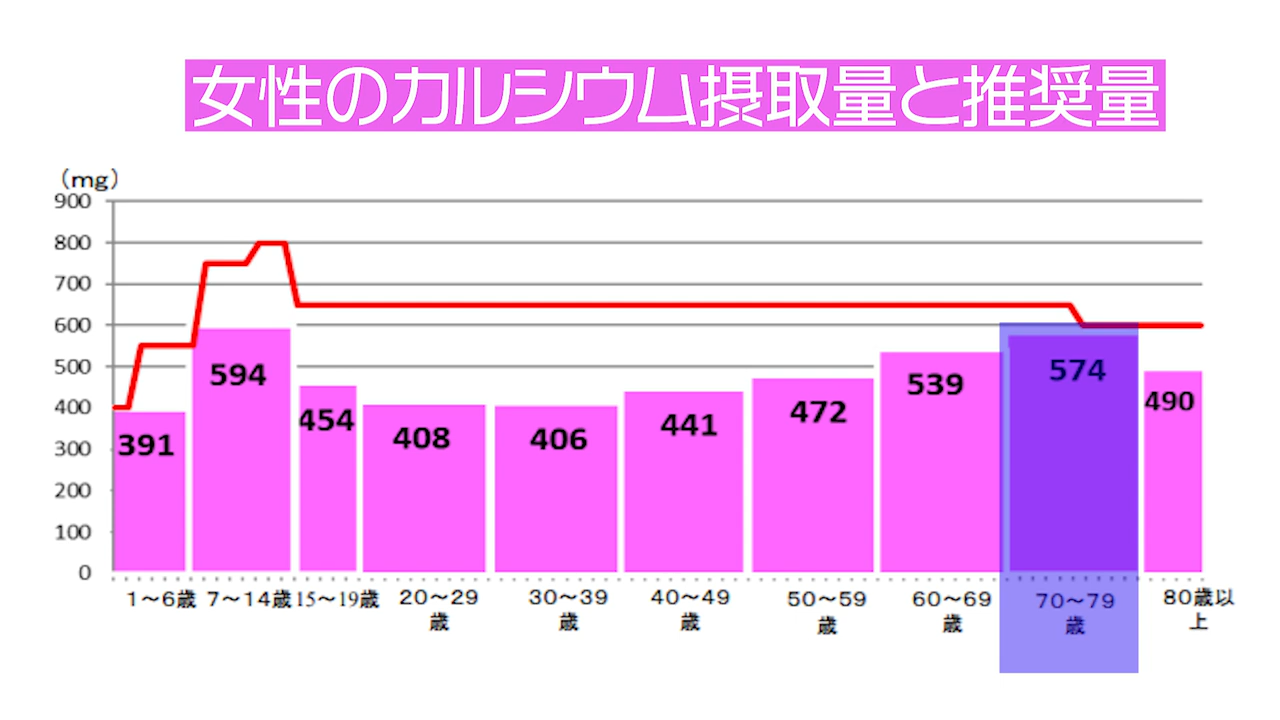 女性のカルシウム摂取量と推奨量
（mg）
900
800
700
600
500
400
300
200
100
0
391
594
454
408
406
441
472
539
574
490
1～6歳
7～14歳
15～19歳
20～29
歳
30～39
歳
40～49
歳
50～59
歳
60～69
歳
70～79
歳
80歳以
上